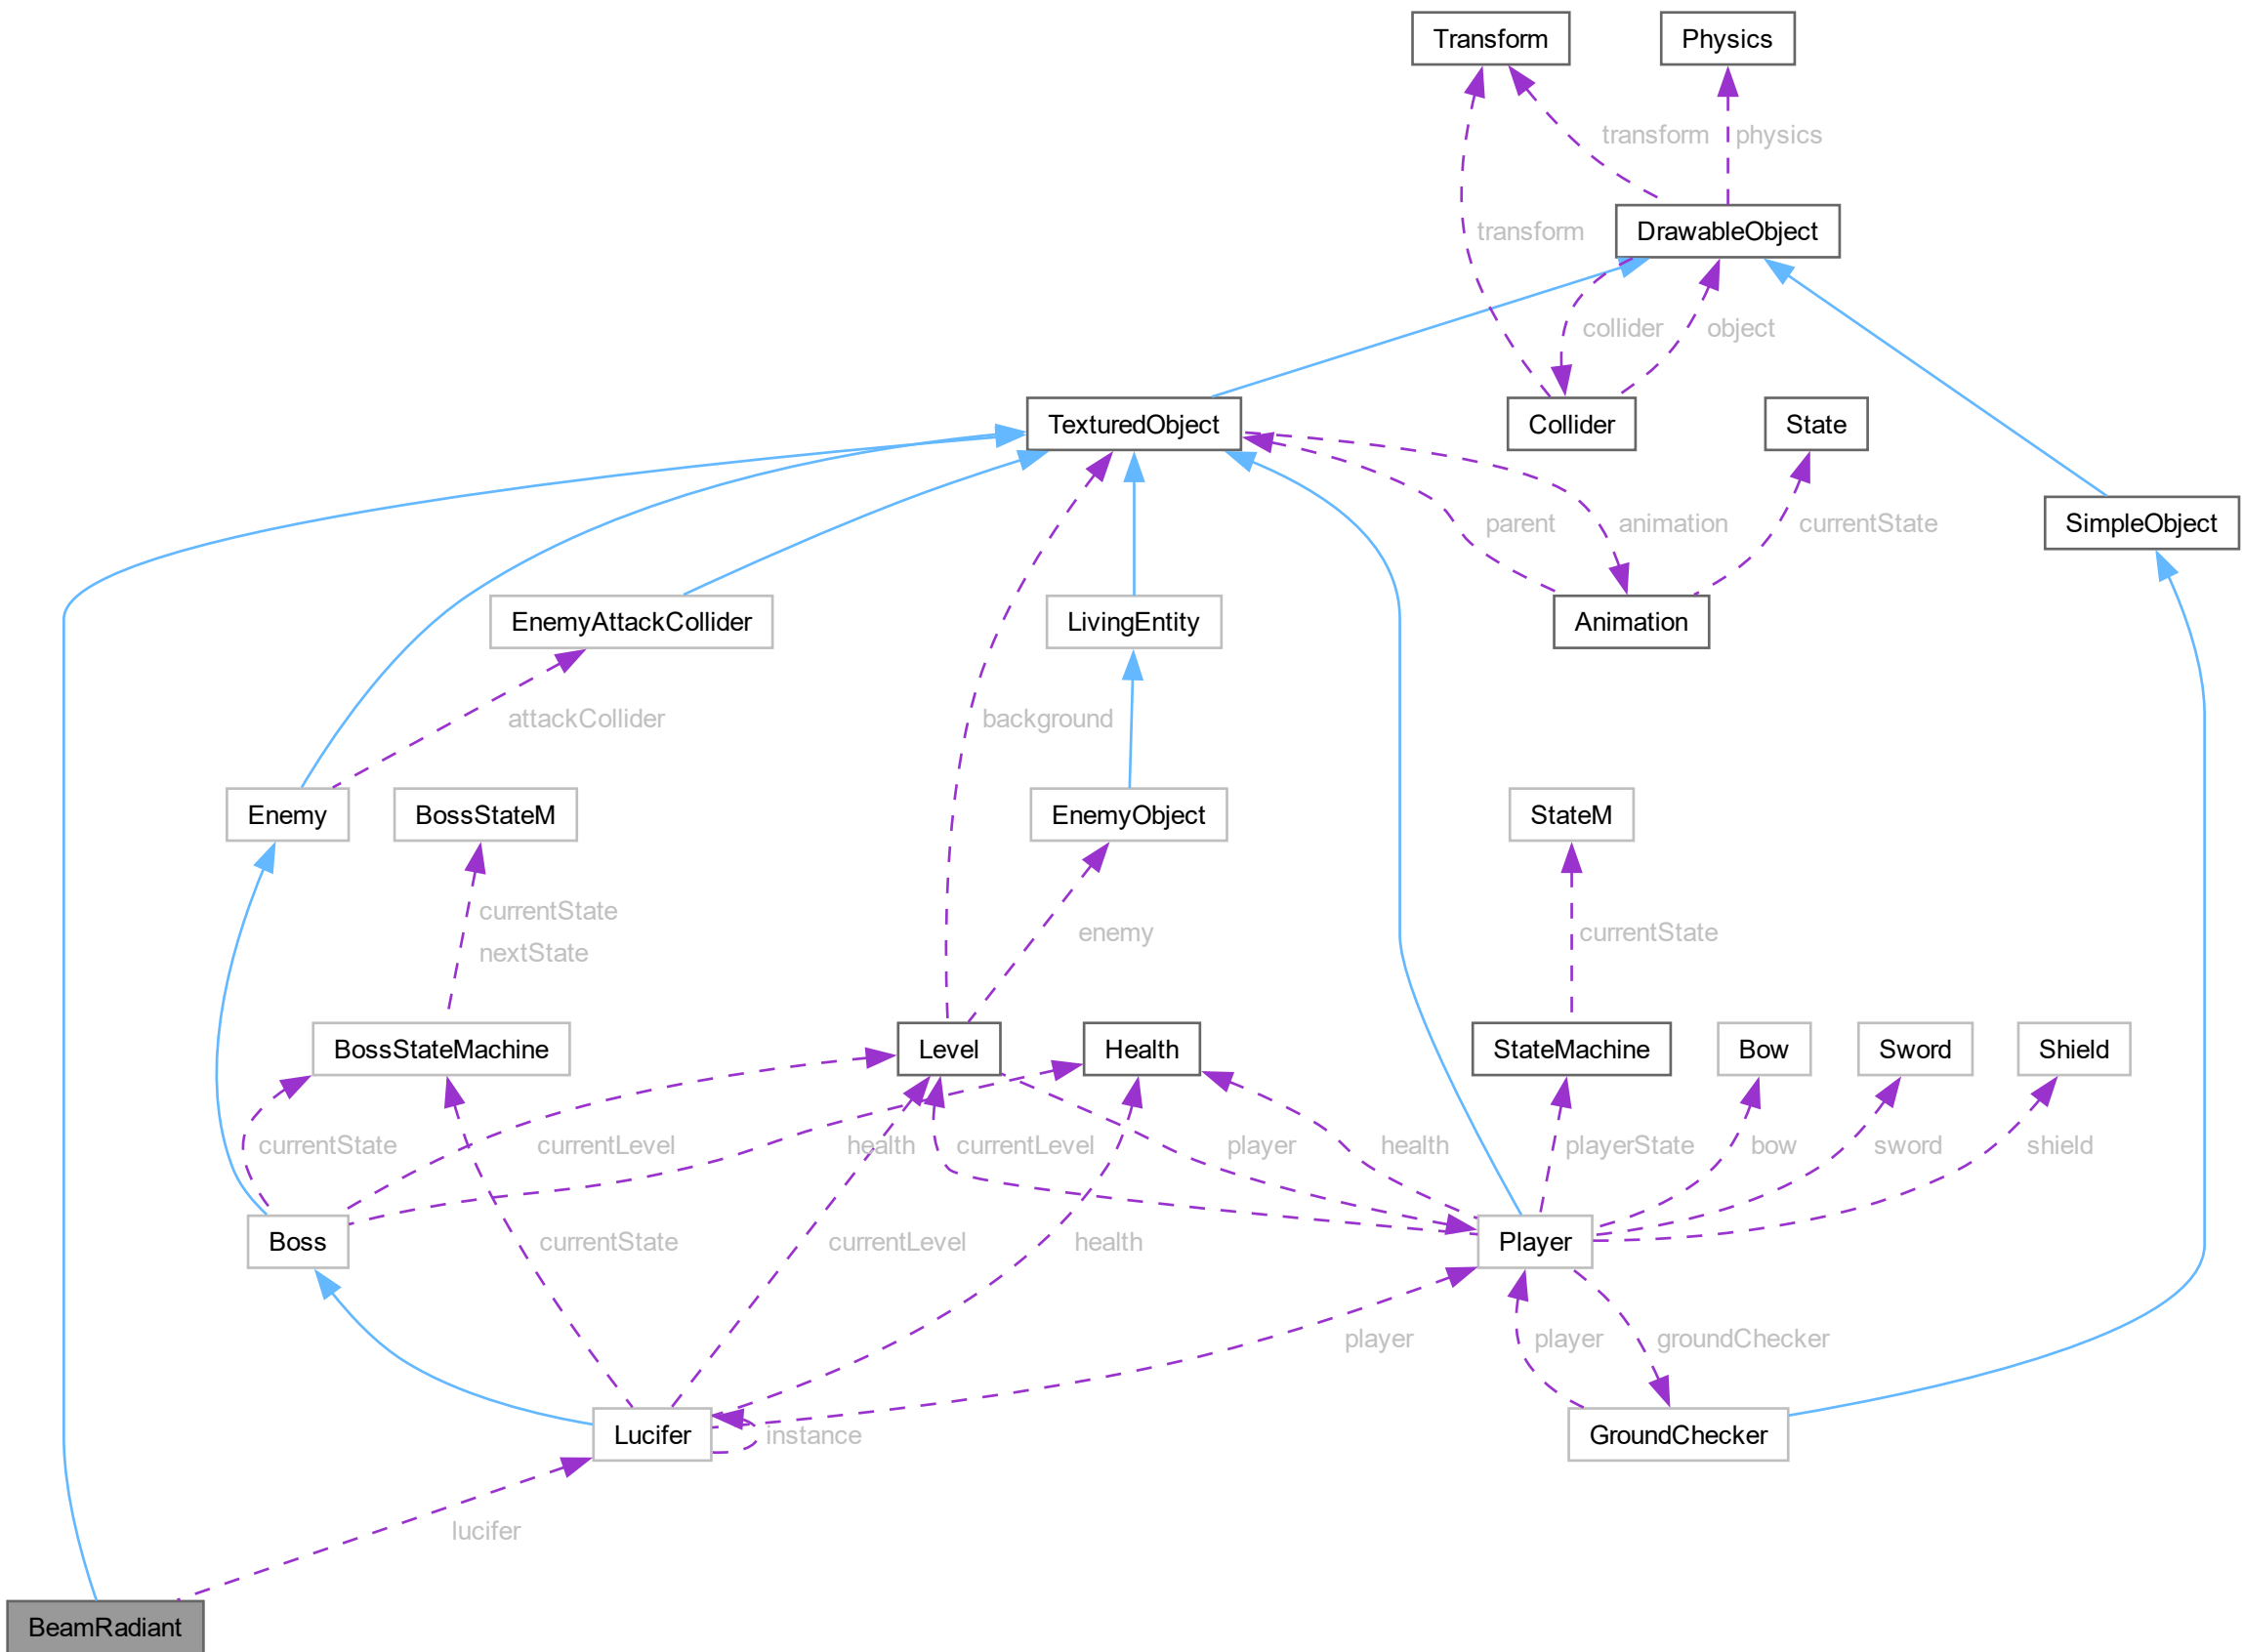 Transform
Physics
transform
physics
transform
DrawableObject
collider
object
TexturedObject
Collider
State
parent
animation
currentState
SimpleObject
EnemyAttackCollider
LivingEntity
Animation
attackCollider
background
Enemy
BossStateM
EnemyObject
StateM
currentState
nextState
enemy
currentState
BossStateMachine
Level
Health
StateMachine
Bow
Sword
Shield
currentState
currentLevel
health
currentLevel
player
health
playerState
bow
sword
shield
Boss
currentState
currentLevel
health
Player
player
player
groundChecker
Lucifer
instance
GroundChecker
lucifer
BeamRadiant